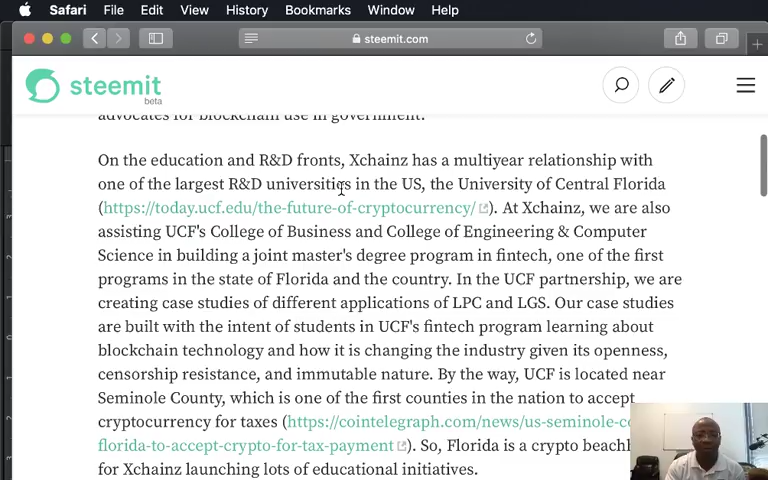 Safari File Edit View History Bookmarks Window Help
steemit.com
steemit
beta
advocates for blockchain use in government.
On the education and R&D fronts, Xchainz has a multiyear relationship with
one of the largest R&D universities in the US, the University of Central Florida
(https://today.ucf.edu/the-future-of-cryptocurrency/). At Xchainz, we are also
assisting UCF's College of Business and College of Engineering & Computer
Science in building a joint master's degree program in fintech, one of the first
programs in the state of Florida and the country. In the UCF partnership, we are
creating case studies of different applications of LPC and LGS. Our case studies
are built with the intent of students in UCF's fintech program learning about
blockchain technology and how it is changing the industry given its openness,
censorship resistance, and immutable nature. By the way, UCF is located near
Seminole County, which is one of the first counties in the nation to accept
cryptocurrency for taxes (https://cointelegraph.com/news/us-seminole-co
florida-to-accept-crypto-for-tax-payment). So, Florida is a crypto
for Xchainz launching lots of educational initiatives.